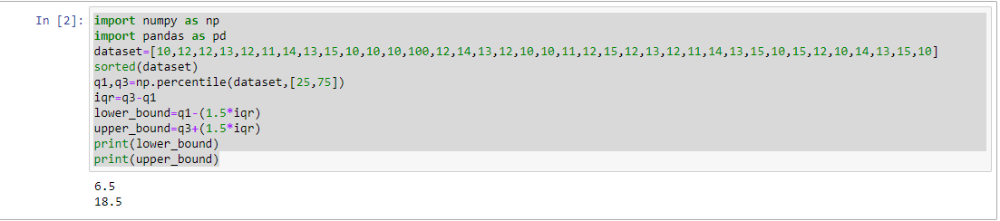 In [2]: import numpy as np
import pandas as pd
dataset=[10,12,12,13,12,11,14,13,15,10,10,10,100,12,14,13,12,10,10,11,12,15,12,13,12,11,14,13,15,10,15,12,10,14,13,15,10]
sorted(dataset)
q1,q3=np.percentile(dataset,[25,75])
iqr=q3-q1
lower_bound=q1-(1.5*iqr)
upper_bound=q3+(1.5*iqr)
print(lower_bound)
print(upper_bound)
6.5
18.5